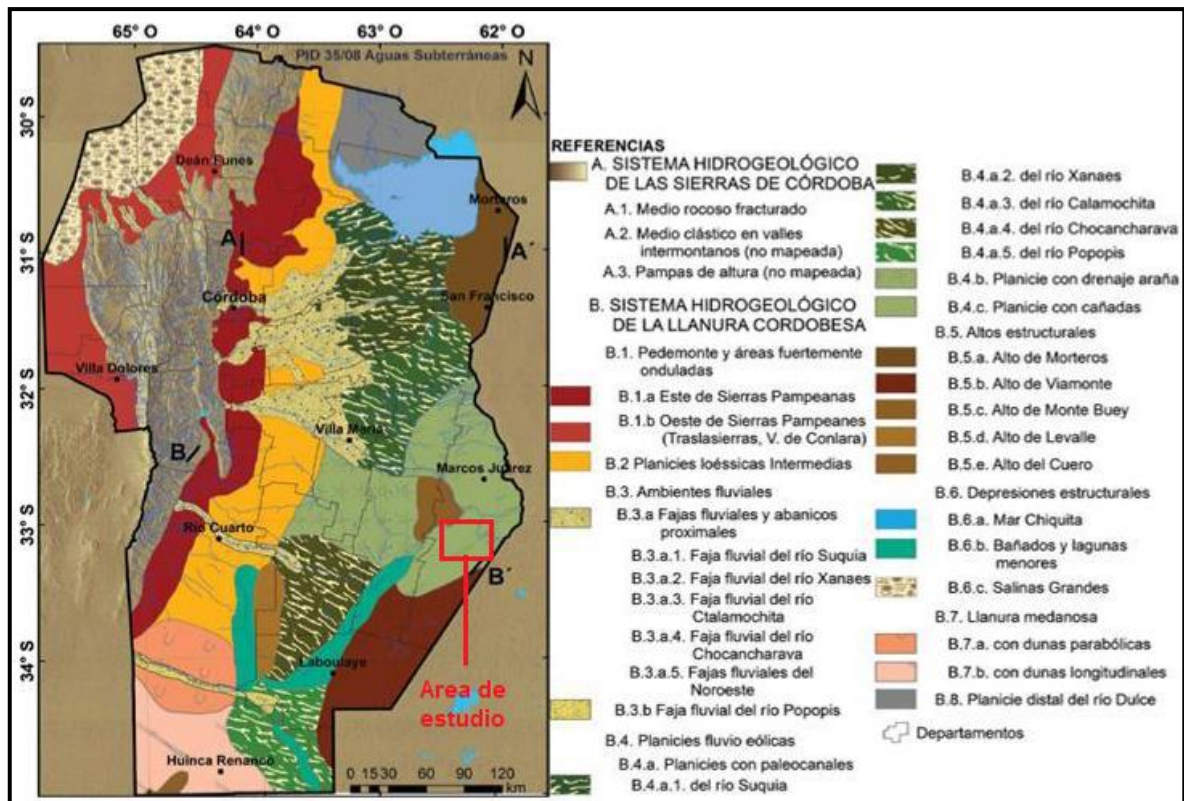 65° O 64° O 63° O 62° O
PID 35/08 Aguas Subterráneas
N
30° S
31° S
32° S
33° S
34° S
Deán Funes
Morteros
A
A´
Córdoba
San Francisco
Villa Dolores
Villa María
B
Marcos Juárez
Río Cuarto
B´
Laboulaye
Area de
estudio
Huinca Renancó
0 15 30 60 90 120
km
REFERENCIAS
A. SISTEMA HIDROGEOLÓGICO
DE LAS SIERRAS DE CÓRDOBA
A.1. Medio rocoso fracturado
A.2. Medio clástico en valles
intermontanos (no mapeada)
A.3. Pampas de altura (no mapeada)
B. SISTEMA HIDROGEOLÓGICO
DE LA LLANURA CORDOBESA
B.1. Pedemonte y áreas fuertemente
onduladas
B.1.a Este de Sierras Pampeanas
B.1.b Oeste de Sierras Pampeanes
(Traslasierras, V. de Conlara)
B.2 Planicies loéssicas Intermedias
B.3. Ambientes fluviales
B.3.a Fajas fluviales y abanicos
proximales
B.3.a.1. Faja fluvial del río Suquia
B.3.a.2. Faja fluvial del río Xanaes
B.3.a.3. Faja fluvial del río
Ctalamochita
B.3.a.4. Faja fluvial del río
Chocancharava
B.3.a.5. Fajas fluviales del
Noroeste
B.3.b Faja fluvial del río Popopis
B.4. Planicies fluvio eólicas
B.4.a. Planicies con paleocanales
B.4.a.1. del río Suquia
B.4.a.2. del río Xanaes
B.4.a.3. del río Calamochita
B.4.a.4. del río Chocancharava
B.4.a.5. del río Popopis
B.4.b. Planicie con drenaje araña
B.4.c. Planicie con cañadas
B.5. Altos estructurales
B.5.a. Alto de Morteros
B.5.b. Alto de Viamonte
B.5.c. Alto de Monte Buey
B.5.d. Alto de Levalle
B.5.e. Alto del Cuero
B.6. Depresiones estructurales
B.6.a. Mar Chiquita
B.6.b. Bañados y lagunas
menores
B.6.c. Salinas Grandes
B.7. Llanura medanosa
B.7.a. con dunas parabólicas
B.7.b. con dunas longitudinales
B.8. Planicie distal del río Dulce
Departamentos